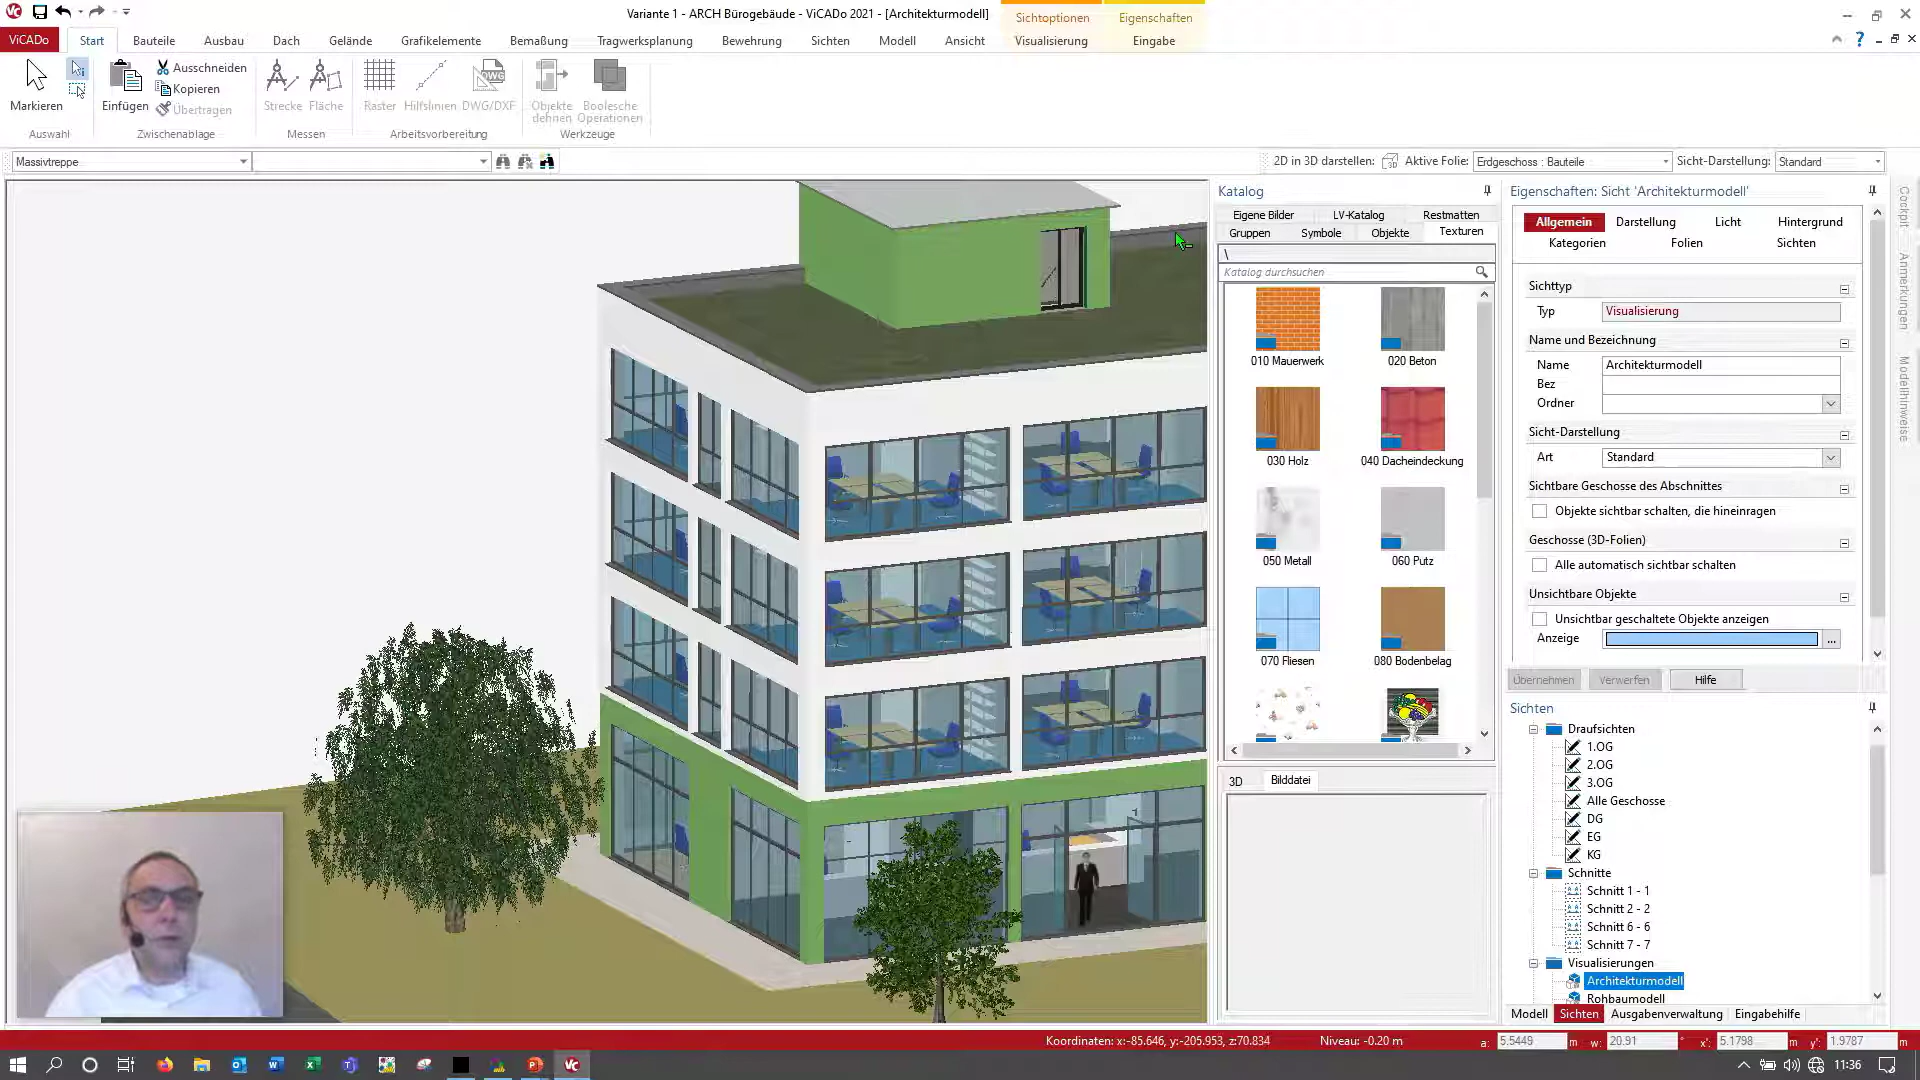 Variante 1 - ARCH Bürogebäude - ViCADo 2021 - [Architekturmodell]
Sichtoptionen
Eigenschaften
ViCADo
Start
Bauteile
Ausbau
Dach
Gelände
Grafikelemente
Bemaßung
Tragwerksplanung
Bewehrung
Sichten
Modell
Ansicht
Visualisierung
Eingabe
Markieren
Einfügen
Ausschneiden
Kopieren
Übertragen
Strecke
Fläche
Raster
Hilfslinien
DWG
DWG/DXF
Objekte dehnen
Boolesche Operationen
Auswahl
Zwischenablage
Messen
Arbeitsvorbereitung
Werkzeuge
Massivtreppe
2D in 3D darstellen:
Aktive Folie:
Erdgeschoss : Bauteile
Sicht-Darstellung:
Standard
Katalog
Eigene Bilder
LV-Katalog
Restmatten
Gruppen
Symbole
Objekte
Texturen
\
Katalog durchsuchen
010 Mauerwerk
020 Beton
030 Holz
040 Dacheindeckung
050 Metall
060 Putz
070 Fliesen
080 Bodenbelag
3D
Bilddatei
Eigenschaften: Sicht 'Architekturmodell'
Allgemein
Darstellung
Licht
Hintergrund
Kategorien
Folien
Sichten
Sichttyp
Typ
Visualisierung
Name und Bezeichnung
Name
Architekturmodell
Bez
Ordner
Sicht-Darstellung
Art
Standard
Sichtbare Geschosse des Abschnittes
Objekte sichtbar schalten, die hineinragen
Geschosse (3D-Folien)
Alle automatisch sichtbar schalten
Unsichtbare Objekte
Unsichtbar geschaltete Objekte anzeigen
Anzeige
...
Übernehmen
Verwerfen
Hilfe
Sichten
Draufsichten
1.OG
2.OG
3.OG
Alle Geschosse
DG
EG
KG
Schnitte
Schnitt 1 - 1
Schnitt 2 - 2
Schnitt 6 - 6
Schnitt 7 - 7
Visualisierungen
Architekturmodell
Rohbaumodell
Modell
Sichten
Ausgabenverwaltung
Eingabehilfe
Cockpit
Anmerkungen
Modellhinweise
Koordinaten: x:-85.646, y:-205.953, z:70.834
Niveau: -0.20 m
a:
5.5449
m
w:
20.91
°
x':
5.1798
m
y':
1.9787
m
11:36